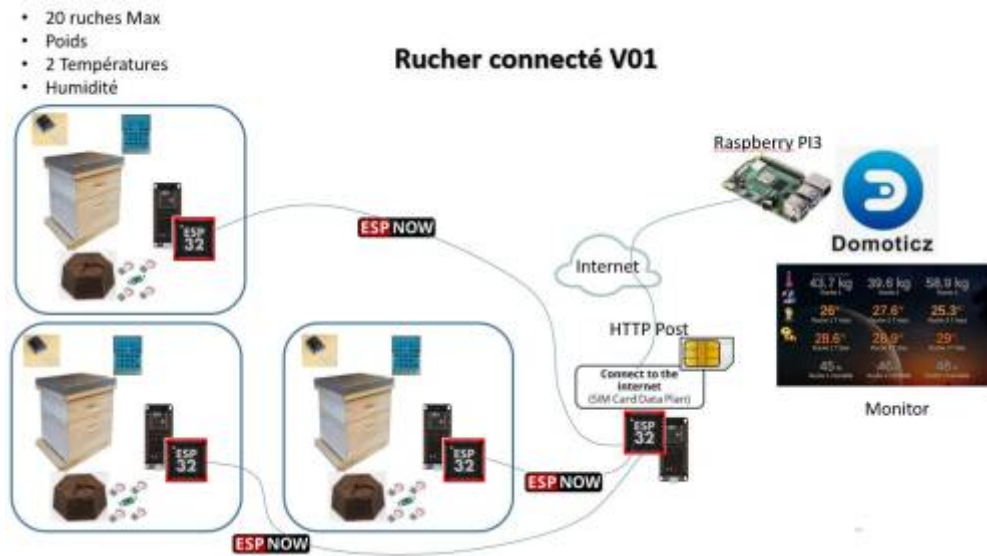 • 20 ruches Max
• Poids
• 2 Températures
• Humidité
Rucher connecté V01
Raspberry PI3
Domoticz
ESP 32
ESP NOW
Internet
43,7 kg 39.6 kg 58,9 kg
26° 27.6° 25.3°
28.6° 28.9° 29°
45
HTTP Post
Connect to the
internet
(SIM Card Data Plan)
Monitor
ESP 32
ESP 32
ESP 32
ESP NOW
ESP NOW